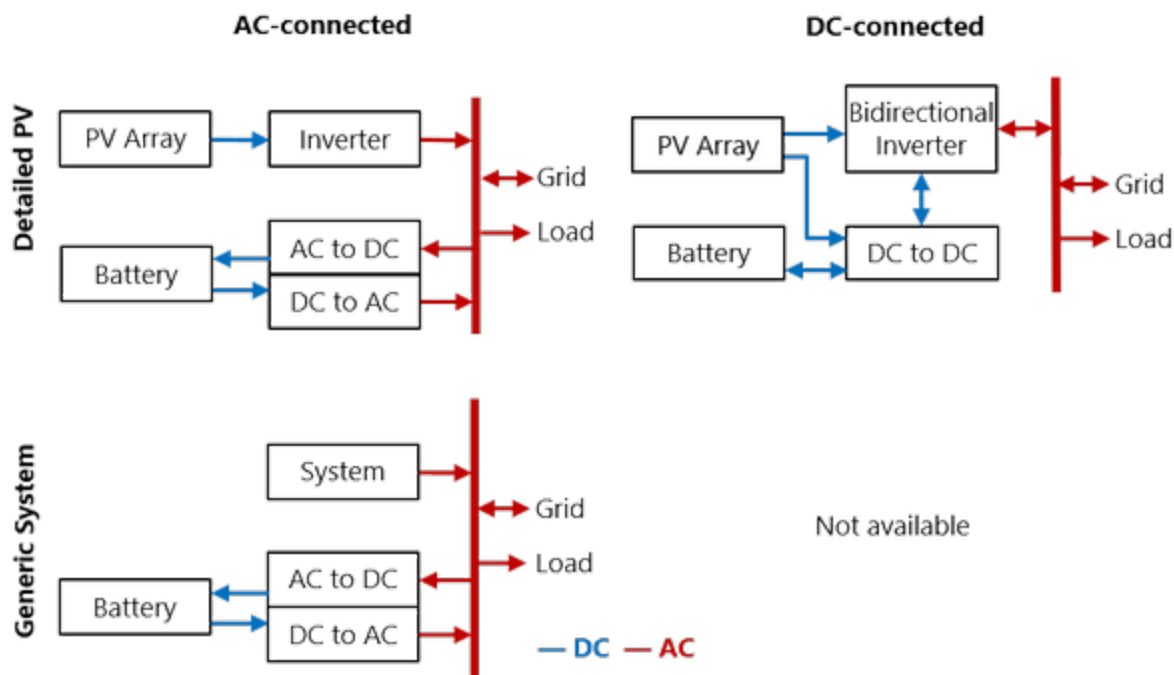 AC-connected
DC-connected
Detailed PV
PV Array
Inverter
Grid
Load
AC to DC
Battery
DC to AC
PV Array
Bidirectional
Inverter
Grid
Load
Battery
DC to DC
Generic System
System
Grid
Load
AC to DC
Battery
DC to AC
Not available
DC
AC